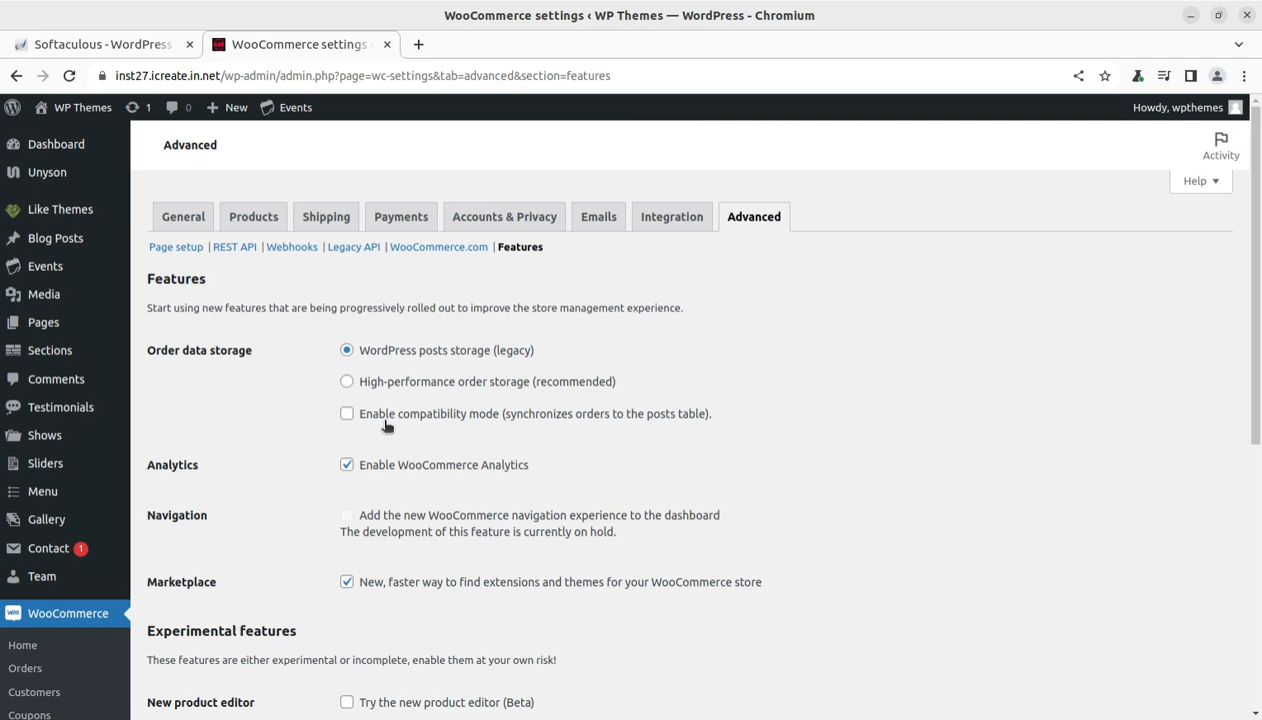 WooCommerce settings ‹ WP Themes — WordPress - Chromium
Softaculous - WordPress
WooCommerce settings ‹
inst27.icreate.in.net/wp-admin/admin.php?page=wc-settings&tab=advanced&section=features
WP Themes 1 0 New Events Howdy, wpthemes
Dashboard
Unyson
Like Themes
Blog Posts
Events
Media
Pages
Sections
Comments
Testimonials
Shows
Sliders
Menu
Gallery
Contact 1
Team
WooCommerce
Home
Orders
Customers
Coupons
Advanced
Activity
Help
General Products Shipping Payments Accounts & Privacy Emails Integration Advanced
Page setup | REST API | Webhooks | Legacy API | WooCommerce.com | Features
Features
Start using new features that are being progressively rolled out to improve the store management experience.
Order data storage
WordPress posts storage (legacy)
High-performance order storage (recommended)
Enable compatibility mode (synchronizes orders to the posts table).
Analytics
Enable WooCommerce Analytics
Navigation
Add the new WooCommerce navigation experience to the dashboard
The development of this feature is currently on hold.
Marketplace
New, faster way to find extensions and themes for your WooCommerce store
Experimental features
These features are either experimental or incomplete, enable them at your own risk!
New product editor
Try the new product editor (Beta)